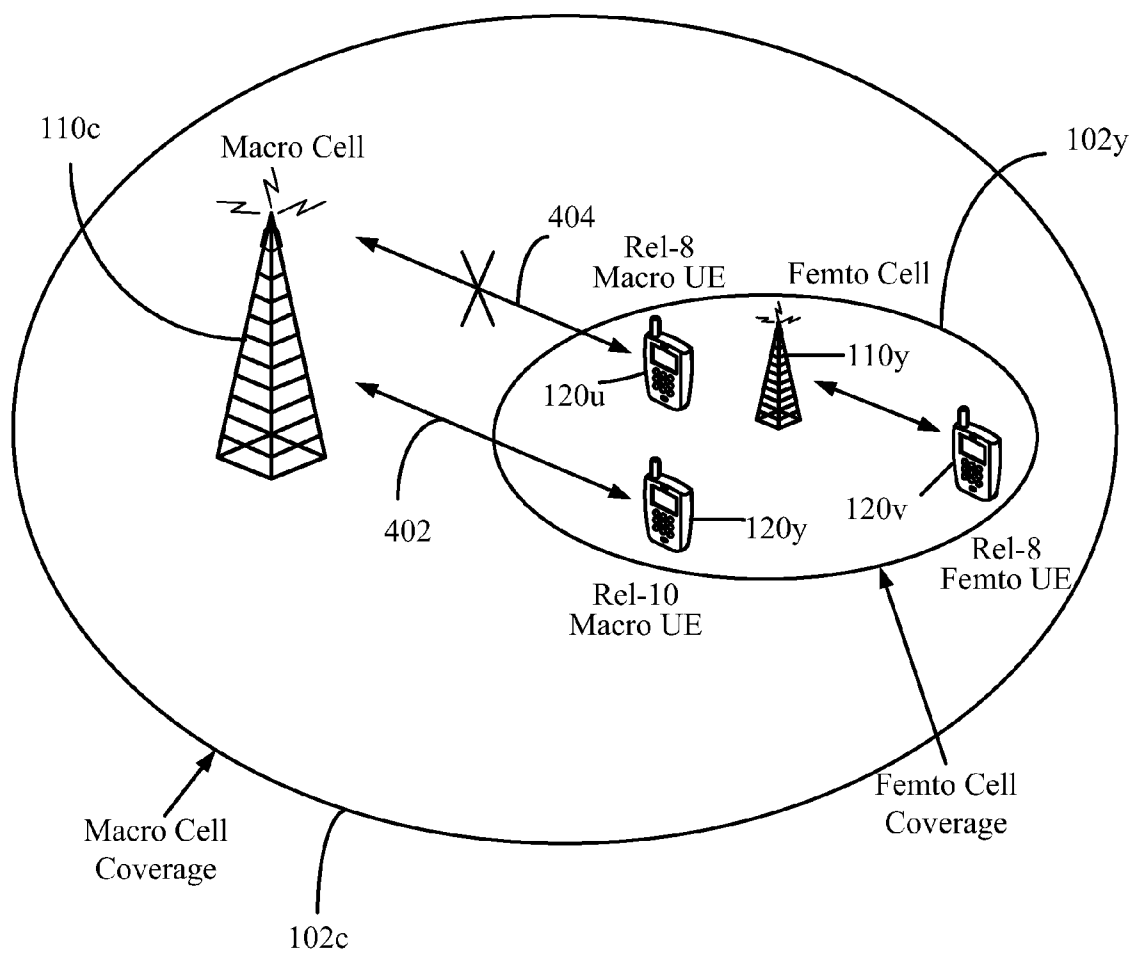 110c
Macro Cell
102y
404
Rel-8
Macro UE
Femto Cell
110y
120u
120v
402
120y
Rel-8
Femto UE
Rel-10
Macro UE
Femto Cell
Coverage
Macro Cell
Coverage
102c